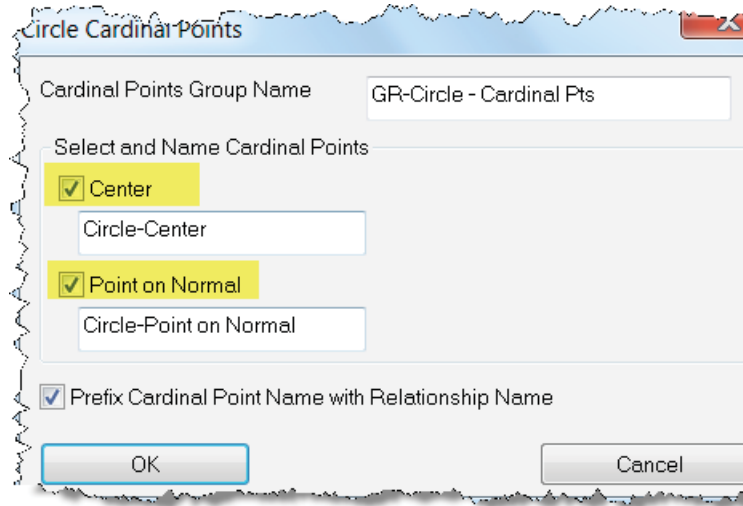 Circle Cardinal Points
Cardinal Points Group Name
GR-Circle - Cardinal Pts
Select and Name Cardinal Points
Center
Circle-Center
Point on Normal
Circle-Point on Normal
Prefix Cardinal Point Name with Relationship Name
OK
Cancel